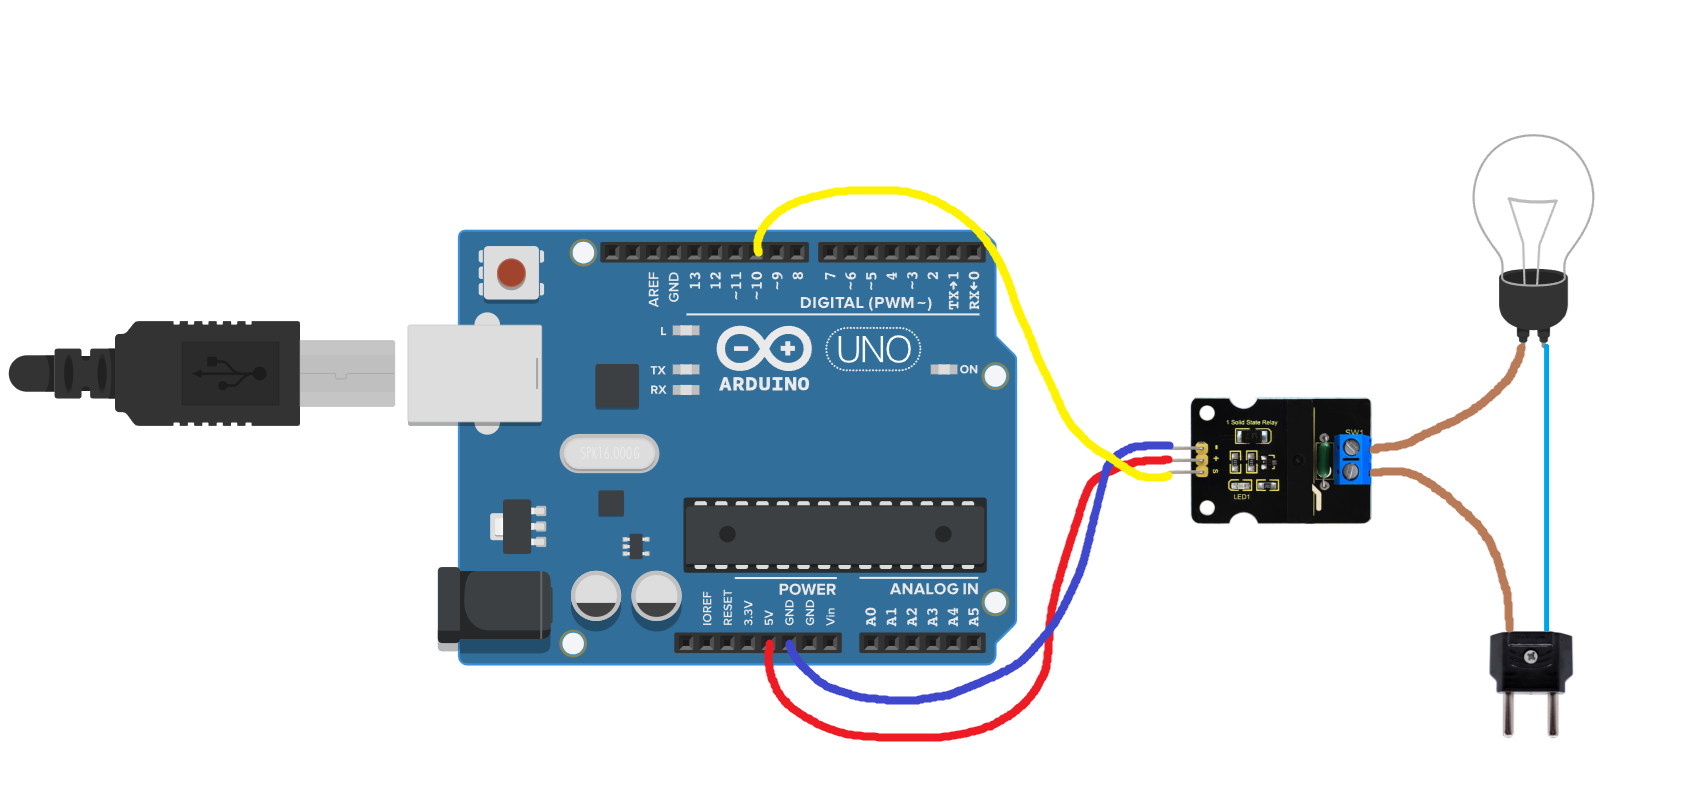 AREF
GND
13
12
~11
~10
~9
8
7
~6
~5
4
~3
2
TX→1
RX←0
DIGITAL (PWM~)
L
TX
RX
ARDUINO
UNO
ON
SPK16.000G
1 Solid State Relay
SW1
-
+
S
LED1
POWER
ANALOG IN
IOREF
RESET
3.3V
5V
GND
GND
Vin
A0
A1
A2
A3
A4
A5